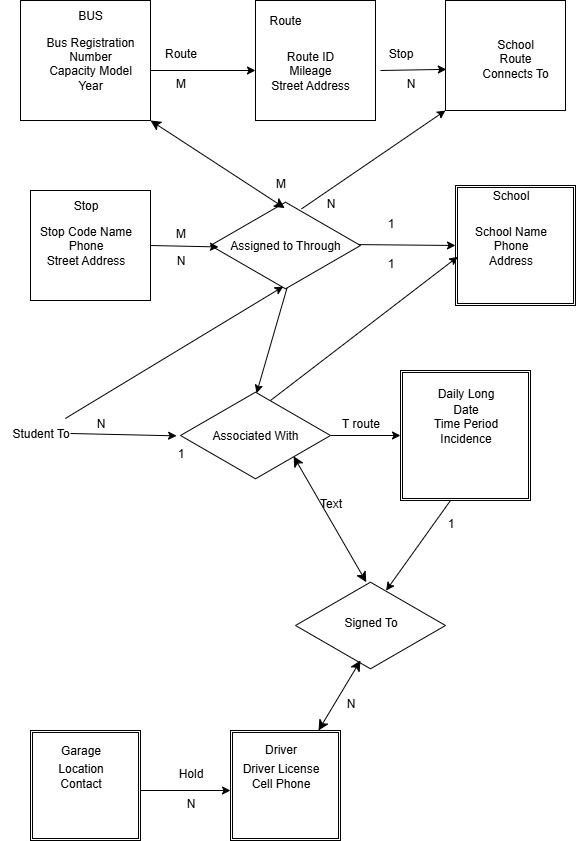 BUS
Bus Registration
Number
Capacity Model
Year
Route
M
Route
Route ID
Mileage
Street Address
Stop
N
School
Route
Connects To
M
N
Stop
Stop Code Name
Phone
Street Address
M
N
Assigned to Through
1
1
School
School Name
Phone
Address
Student To
N
1
Associated With
T route
Daily Long
Date
Time Period
Incidence
Text
1
Signed To
N
Garage
Location
Contact
Hold
N
Driver
Driver License
Cell Phone